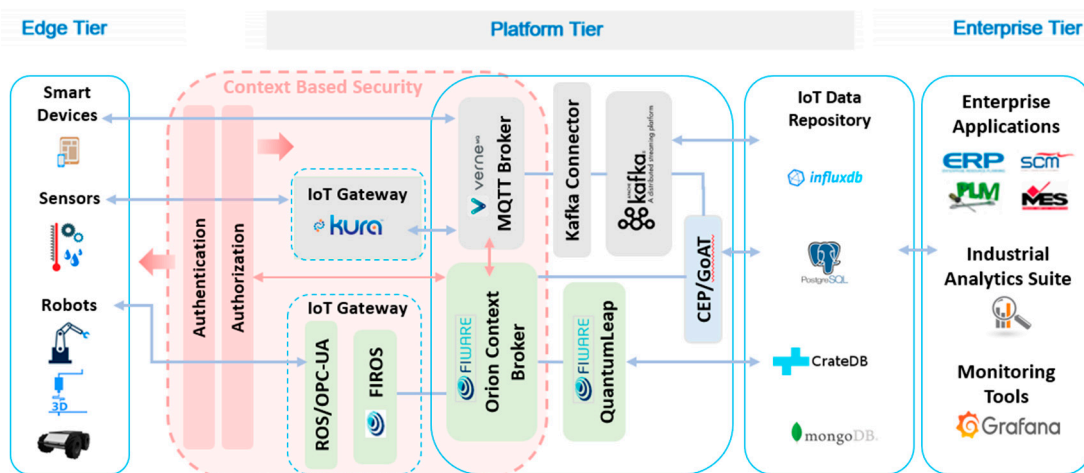 Edge Tier
Platform Tier
Enterprise Tier
Smart
Devices
Sensors
Robots
3D
Context Based Security
Authentication
Authorization
IoT Gateway
kura
IoT Gateway
ROS/OPC-UA
FIROS
verne MQ
MQTT Broker
FIWARE
Orion Context
Broker
Kafka Connector
APACHE
kafka
A distributed streaming platform
FIWARE
QuantumLeap
CEP/GoAT
IoT Data
Repository
influxdb
PostgreSQL
CrateDB
mongoDB.
Enterprise
Applications
ERP
SCM
PLM
MES
Industrial
Analytics Suite
Monitoring
Tools
Grafana